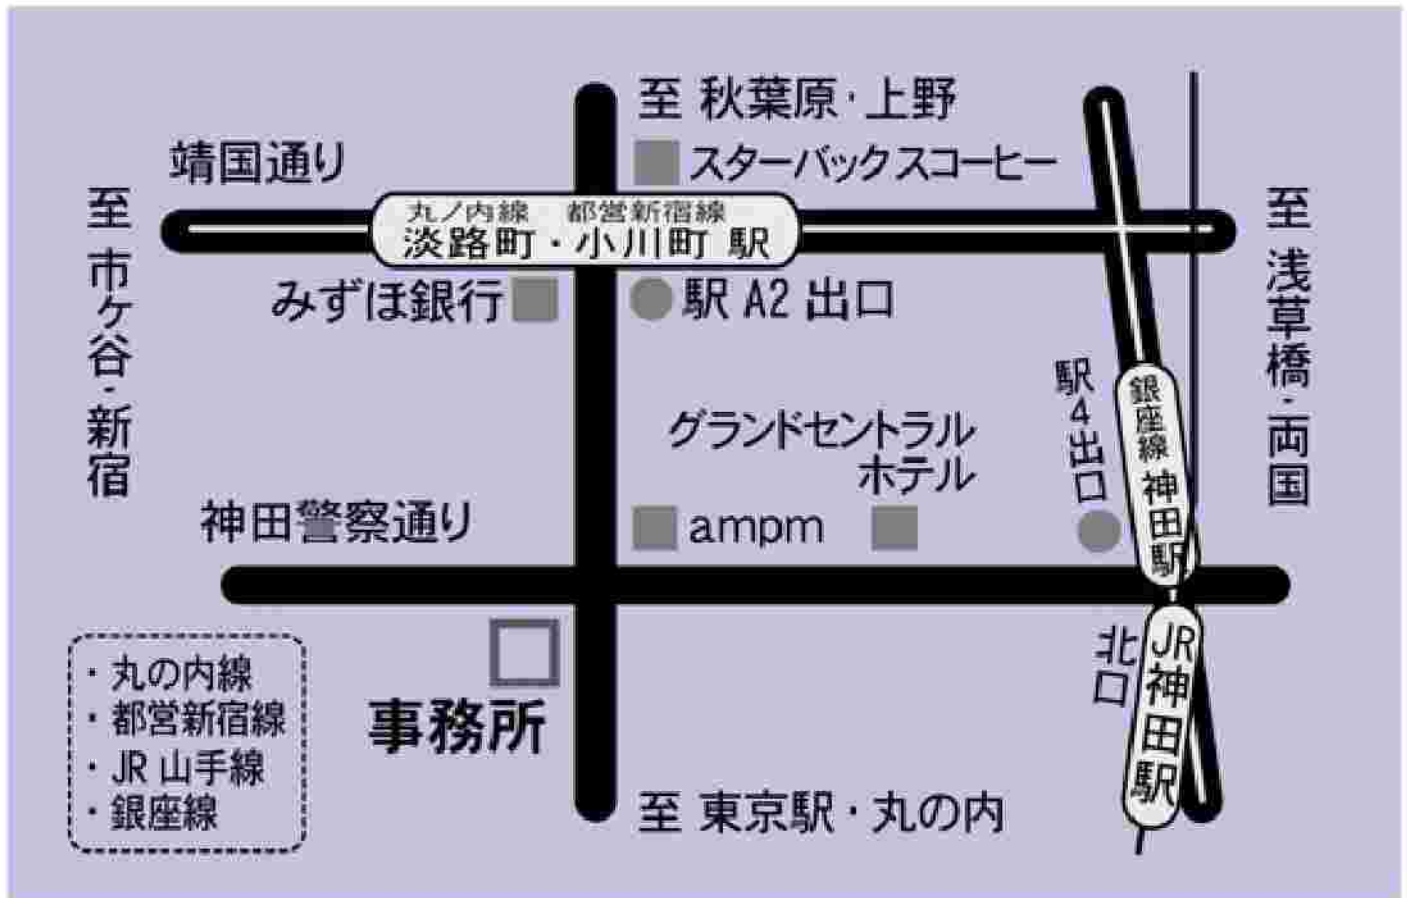 至 秋葉原・上野
靖国通り
スターバックスコーヒー
至 市ヶ谷・新宿
丸ノ内線 都営新宿線
淡路町・小川町 駅
至 浅草橋・両国
みずほ銀行
駅 A2 出口
駅4出口
銀座線 神田駅
グランドセントラル
ホテル
神田警察通り
ampm
北口
JR神田駅
・丸の内線
・都営新宿線
・JR 山手線
・銀座線
事務所
至 東京駅・丸の内